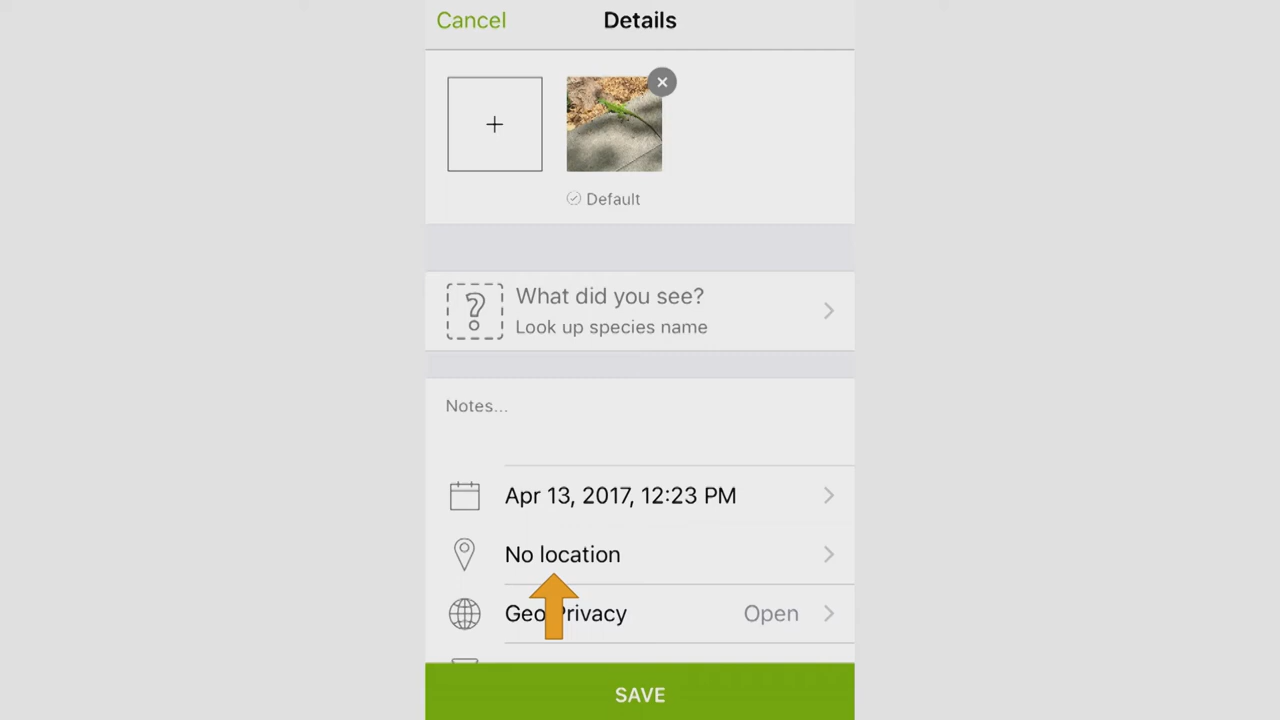 Cancel
Details
Default
What did you see?
Look up species name
Notes...
Apr 13, 2017, 12:23 PM
No location
Geo Privacy
Open
SAVE